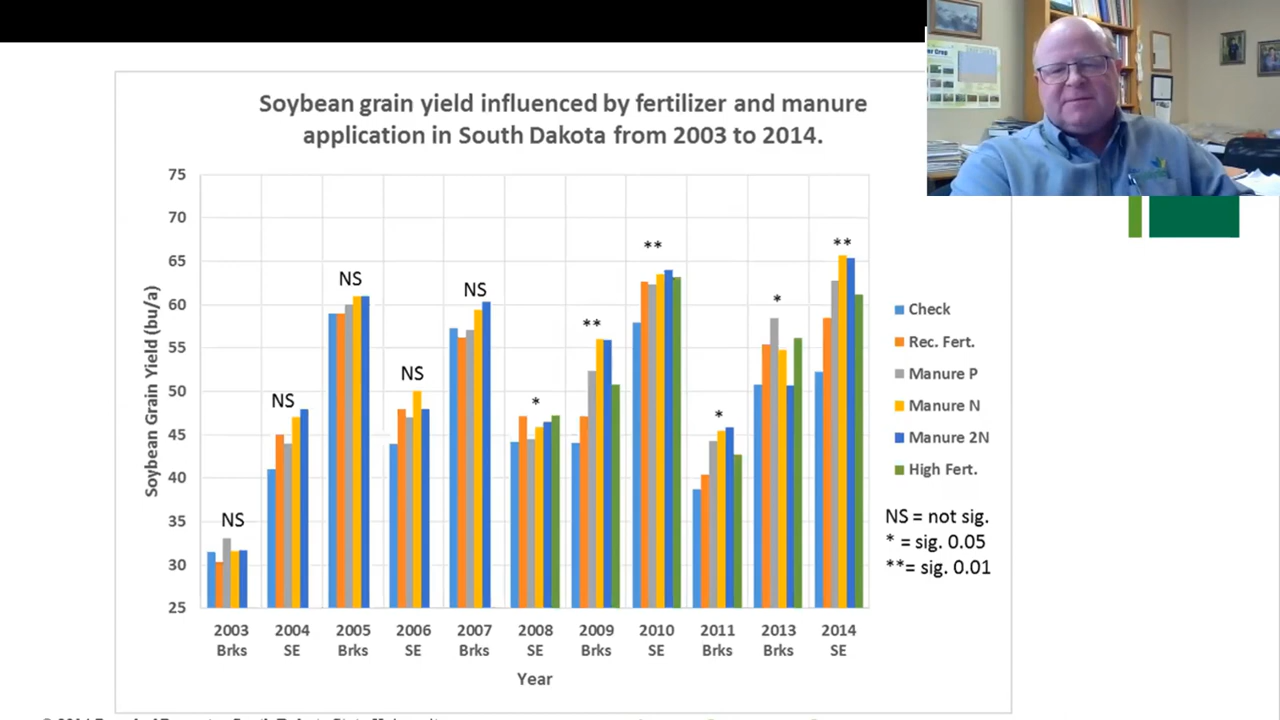 Soybean grain yield influenced by fertilizer and manure
application in South Dakota from 2003 to 2014.
Soybean Grain Yield (bu/a)
75
70
65
60
55
50
45
40
35
30
25
NS
NS
NS
NS
NS
*
**
**
*
*
**
2003 2004 2005 2006 2007 2008 2009 2010 2011 2013 2014
Brks SE Brks SE Brks SE Brks SE Brks Brks SE
Year
Check
Rec. Fert.
Manure P
Manure N
Manure 2N
High Fert.
NS = not sig.
* = sig. 0.05
**= sig. 0.01